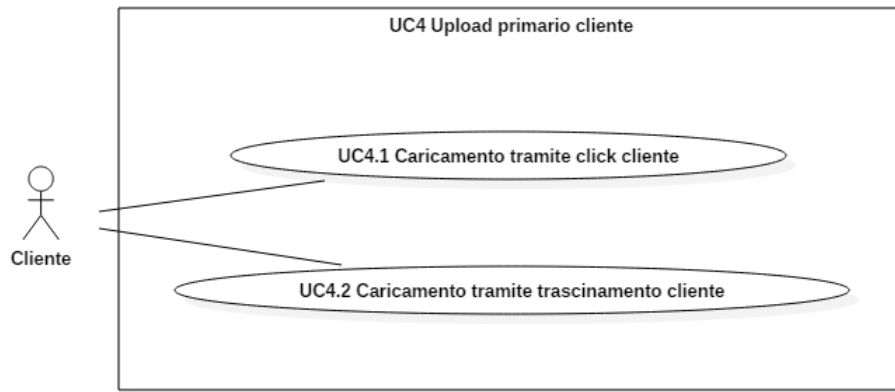 UC4 Upload primario cliente
UC4.1 Caricamento tramite click cliente
Cliente
UC4.2 Caricamento tramite trascinamento cliente